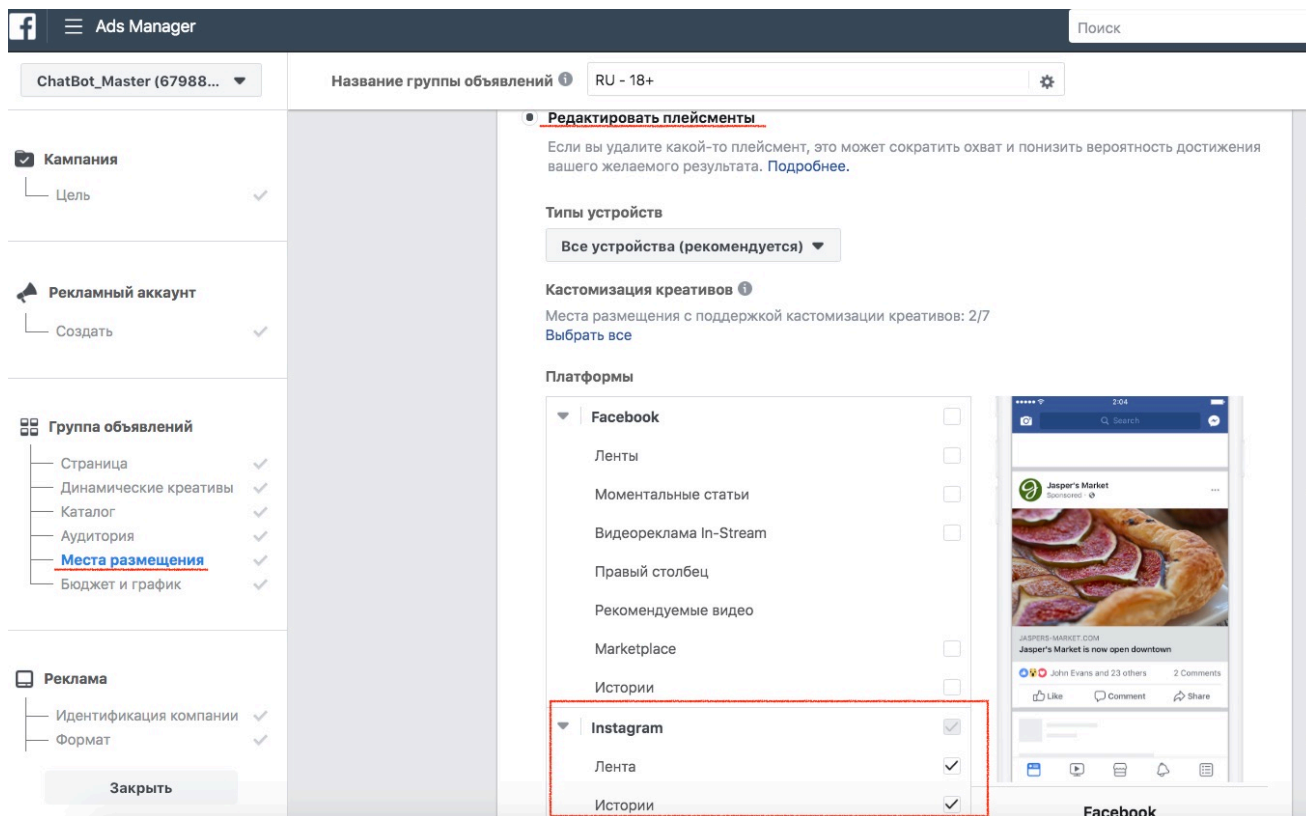 f
Ads Manager
Поиск
ChatBot_Master (67988...
Название группы объявлений
RU - 18+
Кампания
Цель
Рекламный аккаунт
Создать
Группа объявлений
Страница
Динамические креативы
Каталог
Аудитория
Места размещения
Бюджет и график
Реклама
Идентификация компании
Формат
Закрыть
Редактировать плейсменты
Если вы удалите какой-то плейсмент, это может сократить охват и понизить вероятность достижения
вашего желаемого результата. Подробнее.
Типы устройств
Все устройства (рекомендуется)
Кастомизация креативов
Места размещения с поддержкой кастомизации креативов: 2/7
Выбрать все
Платформы
Facebook
Ленты
Моментальные статьи
Видеореклама In-Stream
Правый столбец
Рекомендуемые видео
Marketplace
Истории
Instagram
Лента
Истории
2:04
Search
Jasper's Market
Sponsored ·
JASPERS-MARKET.COM
Jasper's Market is now open downtown
John Evans and 23 others 2 Comments
Like Comment Share
Facebook